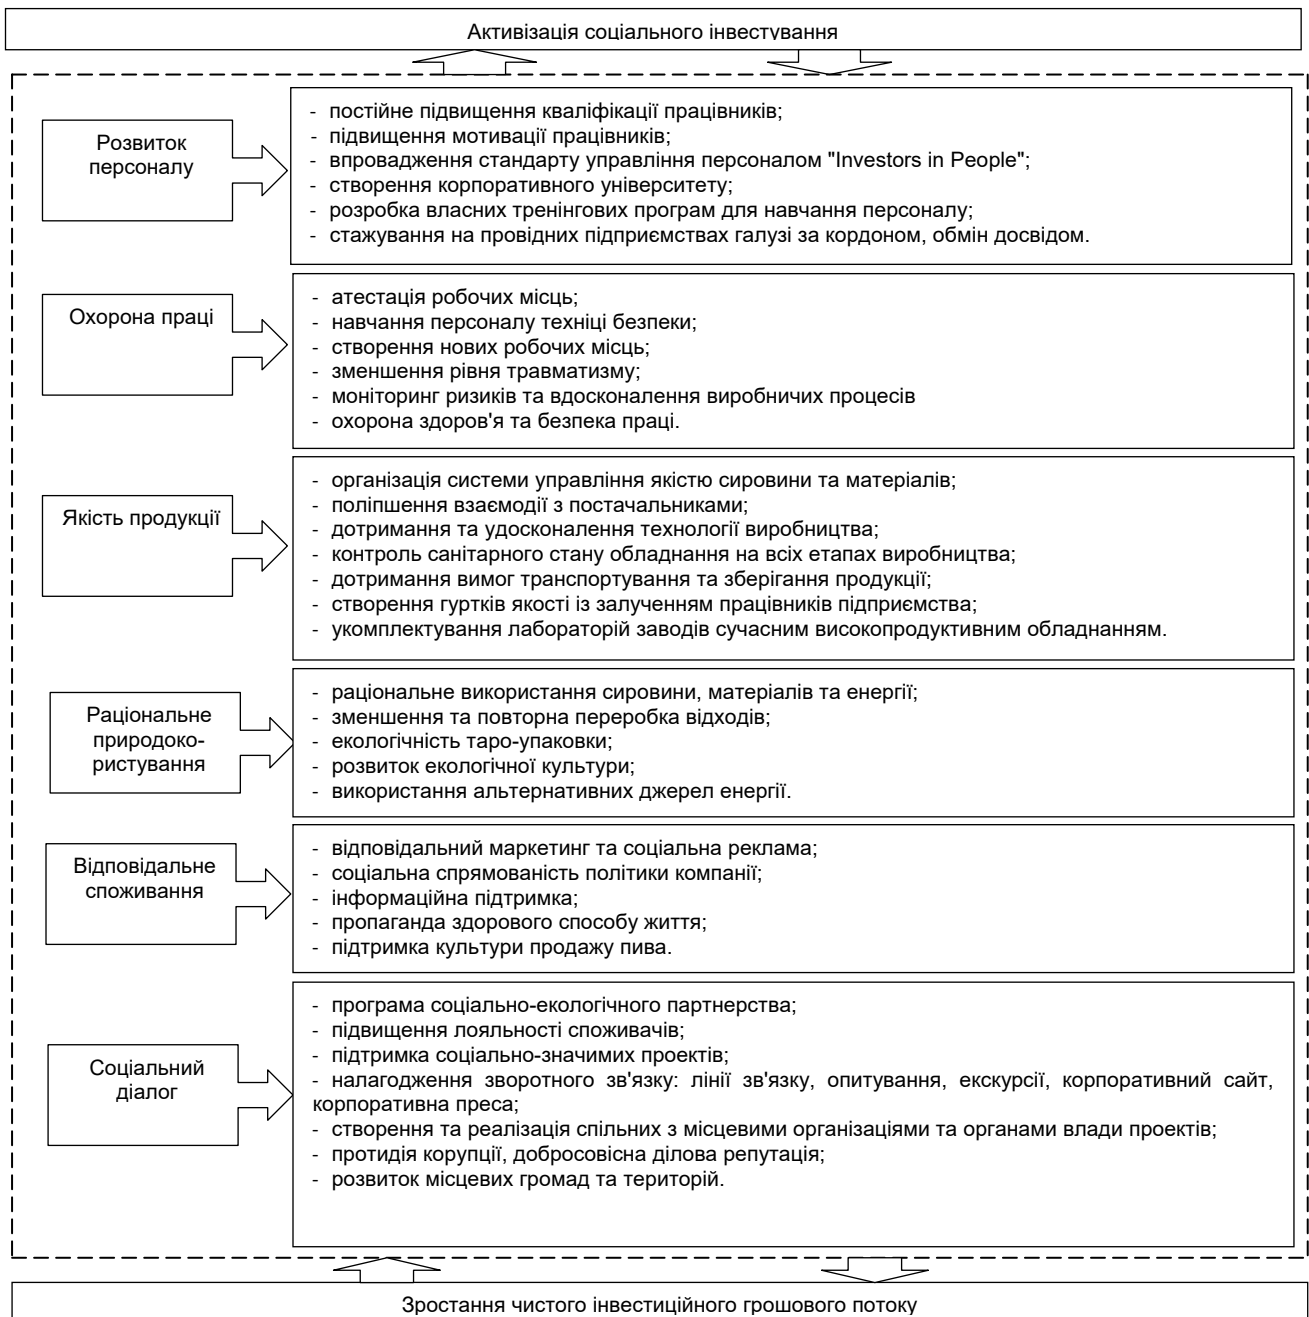 Активізація соціального інвестування
Розвиток
персоналу
- постійне підвищення кваліфікації працівників;
- підвищення мотивації працівників;
- впровадження стандарту управління персоналом "Investors in People";
- створення корпоративного університету;
- розробка власних тренінгових програм для навчання персоналу;
- стажування на провідних підприємствах галузі за кордоном, обмін досвідом.
Охорона праці
- атестація робочих місць;
- навчання персоналу техніці безпеки;
- створення нових робочих місць;
- зменшення рівня травматизму;
- моніторинг ризиків та вдосконалення виробничих процесів
- охорона здоров'я та безпека праці.
Якість продукції
- організація системи управління якістю сировини та матеріалів;
- поліпшення взаємодії з постачальниками;
- дотримання та удосконалення технології виробництва;
- контроль санітарного стану обладнання на всіх етапах виробництва;
- дотримання вимог транспортування та зберігання продукції;
- створення гуртків якості із залученням працівників підприємства;
- укомплектування лабораторій заводів сучасним високопродуктивним обладнанням.
Раціональне
природоко-
ристування
- раціональне використання сировини, матеріалів та енергії;
- зменшення та повторна переробка відходів;
- екологічність таро-упаковки;
- розвиток екологічної культури;
- використання альтернативних джерел енергії.
Відповідальне
споживання
- відповідальний маркетинг та соціальна реклама;
- соціальна спрямованість політики компанії;
- інформаційна підтримка;
- пропаганда здорового способу життя;
- підтримка культури продажу пива.
Соціальний
діалог
- програма соціально-екологічного партнерства;
- підвищення лояльності споживачів;
- підтримка соціально-значимих проектів;
- налагодження зворотного зв'язку: лінії зв'язку, опитування, екскурсії, корпоративний сайт,
корпоративна преса;
- створення та реалізація спільних з місцевими організаціями та органами влади проектів;
- протидія корупції, добросовісна ділова репутація;
- розвиток місцевих громад та територій.
Зростання чистого інвестиційного грошового потоку